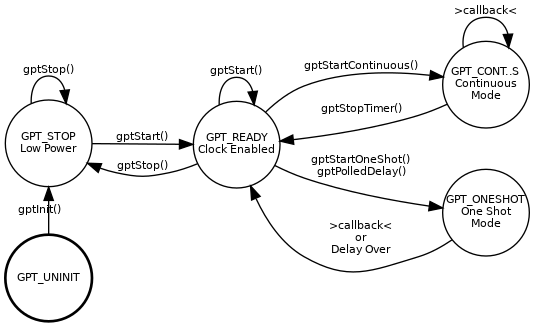 >callback<
gptStop()
gptStart()
gptStartContinuous()
GPT_CONT..S
Continuous
Mode
gptStopTimer()
GPT_STOP
Low Power
gptStart()
GPT_READY
Clock Enabled
gptStop()
gptStartOneShot()
gptPolledDelay()
gptInit()
GPT_ONESHOT
One Shot
Mode
>callback<
or
Delay Over
GPT_UNINIT